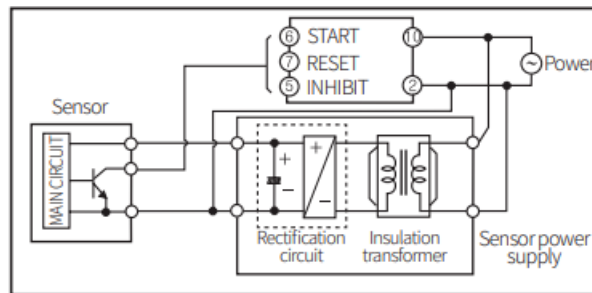 6 START 10
7 RESET
5 INHIBIT 2
~ Power
Sensor
MAIN CIRCUIT
+ +
− −
Rectification
circuit
Insulation
transformer
Sensor power
supply